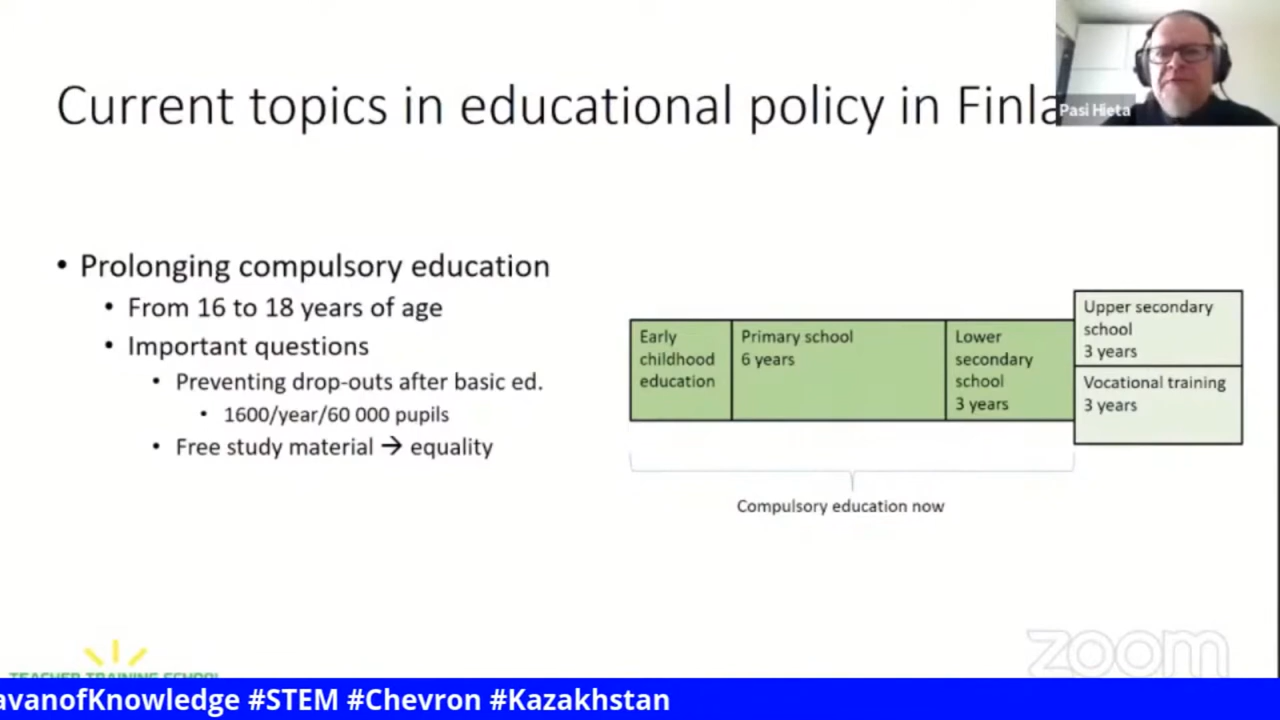 Current topics in educational policy in Finla
Pasi Hieta
• Prolonging compulsory education
• From 16 to 18 years of age
• Important questions
• Preventing drop-outs after basic ed.
• 1600/year/60 000 pupils
• Free study material → equality
Early
childhood
education
Primary school
6 years
Lower
secondary
school
3 years
Upper secondary
school
3 years
Vocational training
3 years
Compulsory education now
TEACHER TRAINING SCHOOL
zoom
avanofKnowledge #STEM #Chevron #Kazakhstan